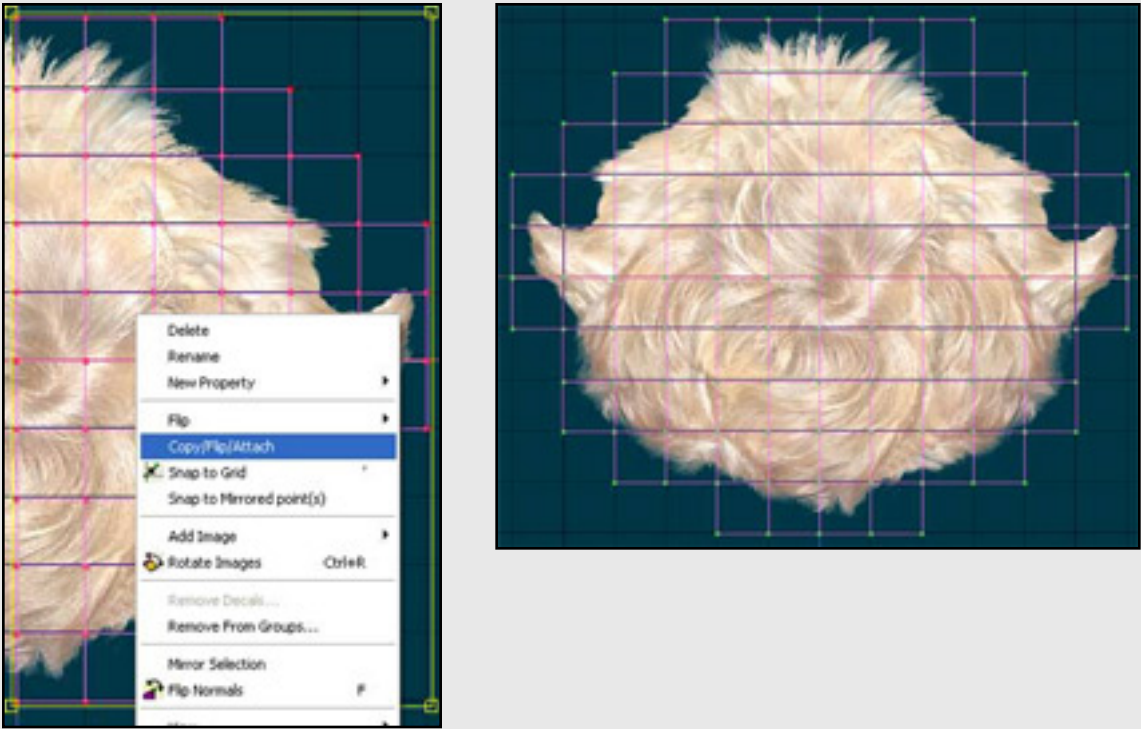 Delete
Rename
New Property
Flip
Copy/Flip/Attach
Snap to Grid '
Snap to Mirrored point(s)
Add Image
Rotate Images Ctrl+R
Remove Decals...
Remove From Groups...
Mirror Selection
Flip Normals F